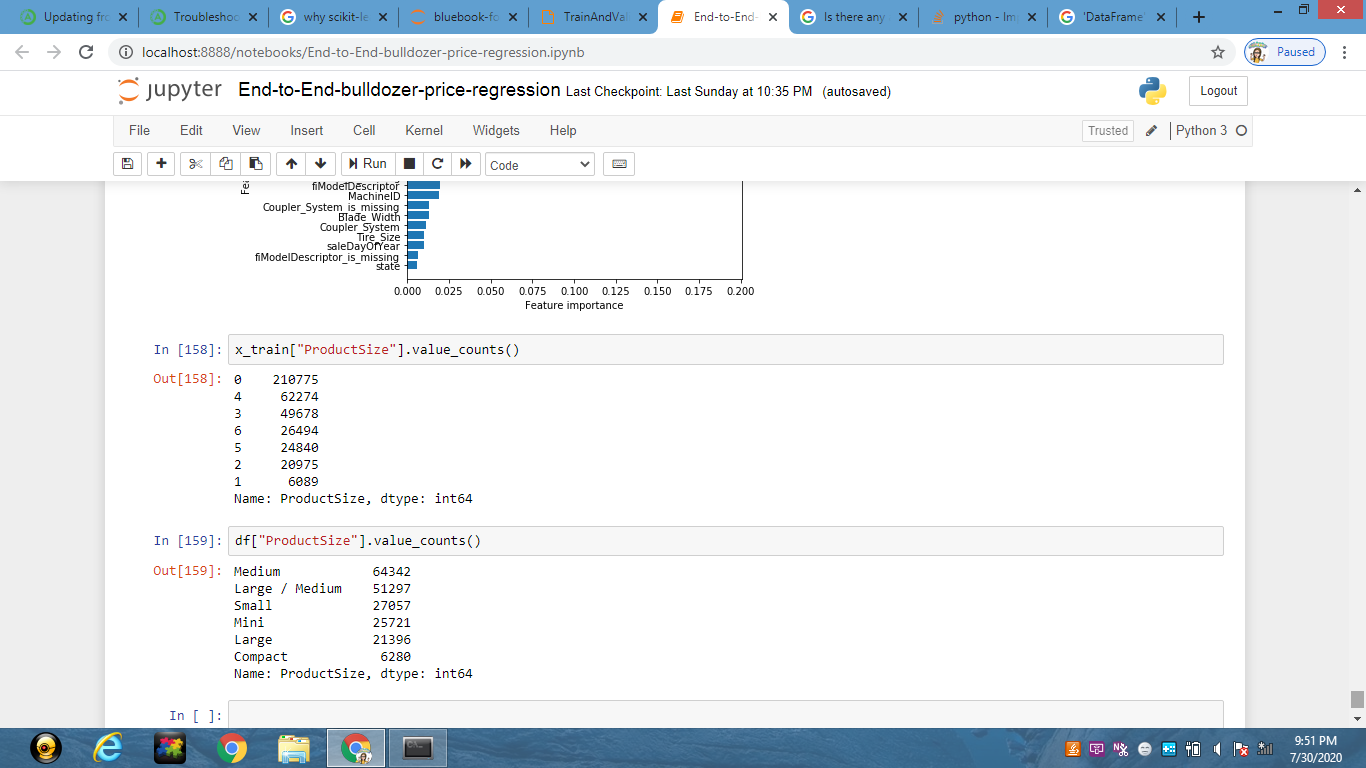 Updating fro
Troubleshoo
why scikit-le
bluebook-fo
TrainAndVal
End-to-End-
Is there any
python - Im
'DataFrame'
localhost:8888/notebooks/End-to-End-bulldozer-price-regression.ipynb
Paused
jupyter End-to-End-bulldozer-price-regression Last Checkpoint: Last Sunday at 10:35 PM (autosaved)
Logout
File Edit View Insert Cell Kernel Widgets Help
Trusted
Python 3
Run
Code
Fea
fiModelDescriptor
MachineID
Coupler_System_is_missing
Blade_Width
Coupler_System
Tire_Size
saleDayOfYear
fiModelDescriptor_is_missing
state
0.000 0.025 0.050 0.075 0.100 0.125 0.150 0.175 0.200
Feature importance
In [158]: x_train["ProductSize"].value_counts()
Out[158]: 0 210775
4 62274
3 49678
6 26494
5 24840
2 20975
1 6089
Name: ProductSize, dtype: int64
In [159]: df["ProductSize"].value_counts()
Out[159]: Medium 64342
Large / Medium 51297
Small 27057
Mini 25721
Large 21396
Compact 6280
Name: ProductSize, dtype: int64
In [ ]:
9:51 PM
7/30/2020